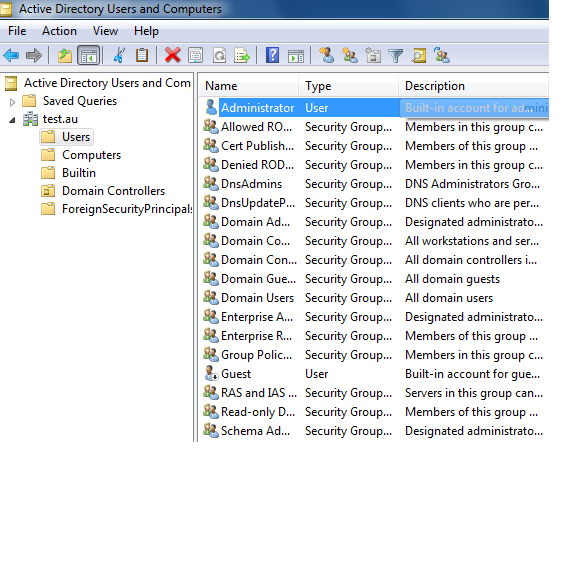 Active Directory Users and Computers
File Action View Help
Active Directory Users and Com
Saved Queries
test.au
Users
Computers
Builtin
Domain Controllers
ForeignSecurityPrincipals
Name Type Description
Administrator User Built-in account for ad...mini
Allowed RO... Security Group... Members in this group c...
Cert Publish... Security Group... Members of this group ...
Denied ROD... Security Group... Members in this group c...
DnsAdmins Security Group... DNS Administrators Gro...
DnsUpdateP... Security Group... DNS clients who are per...
Domain Ad... Security Group... Designated administrato...
Domain Co... Security Group... All workstations and ser...
Domain Con... Security Group... All domain controllers i...
Domain Gue... Security Group... All domain guests
Domain Users Security Group... All domain users
Enterprise A... Security Group... Designated administrato...
Enterprise R... Security Group... Members of this group ...
Group Polic... Security Group... Members in this group c...
Guest User Built-in account for gue...
RAS and IAS ... Security Group... Servers in this group can...
Read-only D... Security Group... Members of this group ...
Schema Ad... Security Group... Designated administrato...